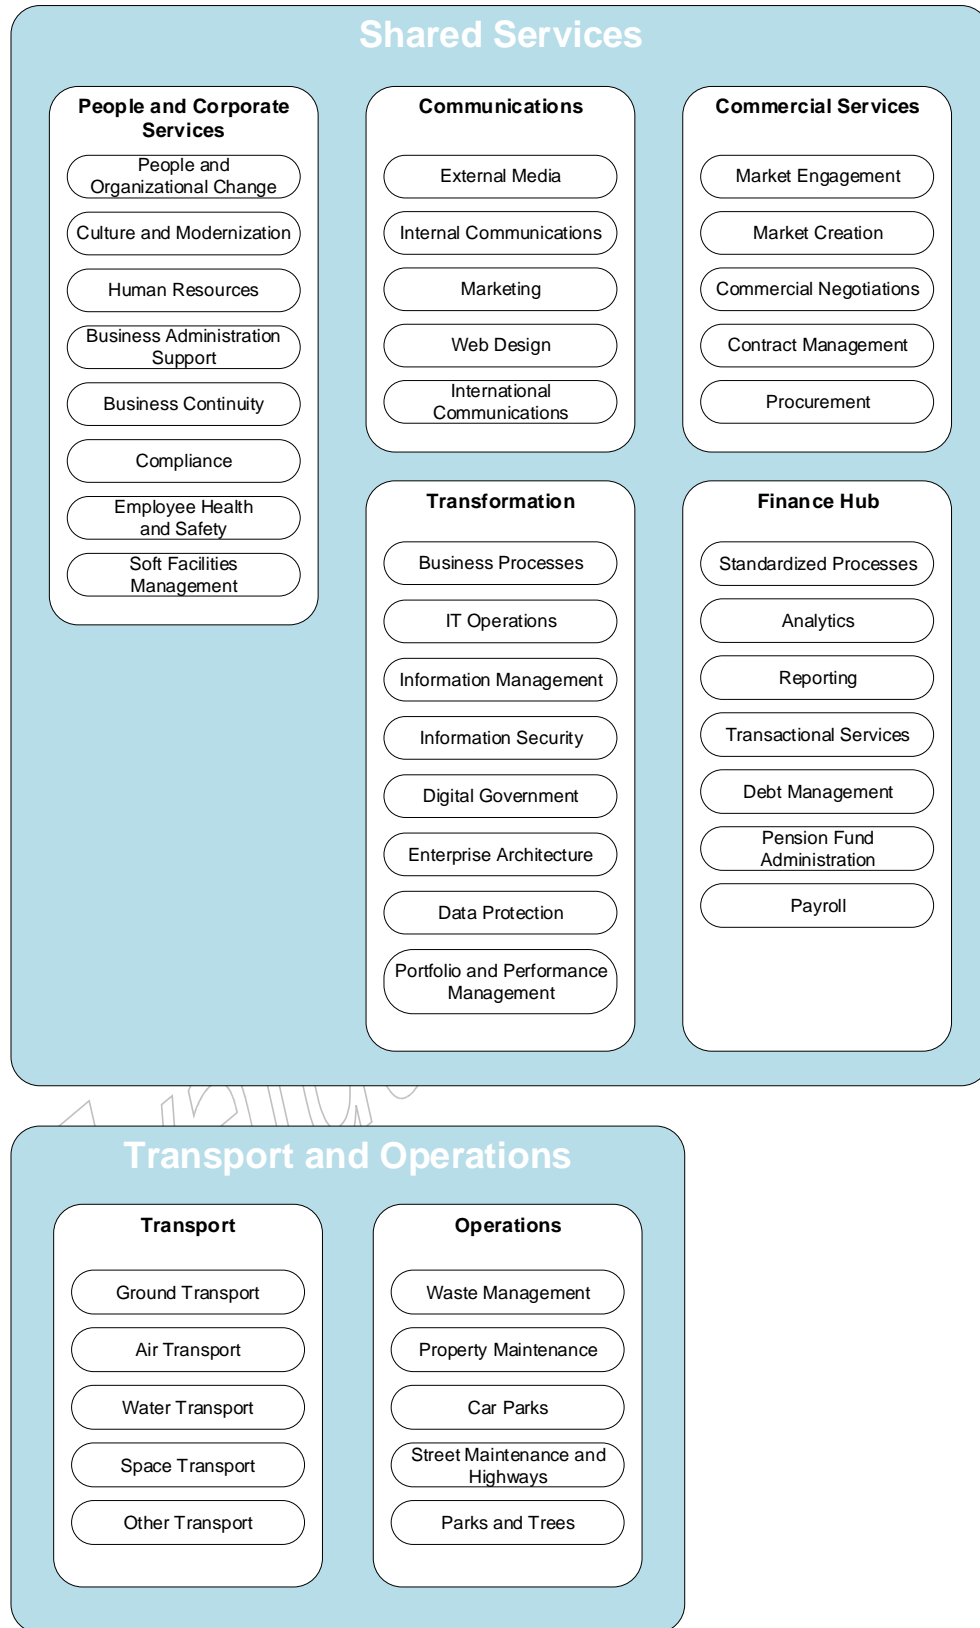 Shared Services
People and Corporate
Services
People and
Organizational Change
Culture and Modernization
Human Resources
Business Administration
Support
Business Continuity
Compliance
Employee Health
and Safety
Soft Facilities
Management
Communications
External Media
Internal Communications
Marketing
Web Design
International
Communications
Commercial Services
Market Engagement
Market Creation
Commercial Negotiations
Contract Management
Procurement
Transformation
Business Processes
IT Operations
Information Management
Information Security
Digital Government
Enterprise Architecture
Data Protection
Portfolio and Performance
Management
Finance Hub
Standardized Processes
Analytics
Reporting
Transactional Services
Debt Management
Pension Fund
Administration
Payroll
Transport and Operations
Transport
Ground Transport
Air Transport
Water Transport
Space Transport
Other Transport
Operations
Waste Management
Property Maintenance
Car Parks
Street Maintenance and
Highways
Parks and Trees